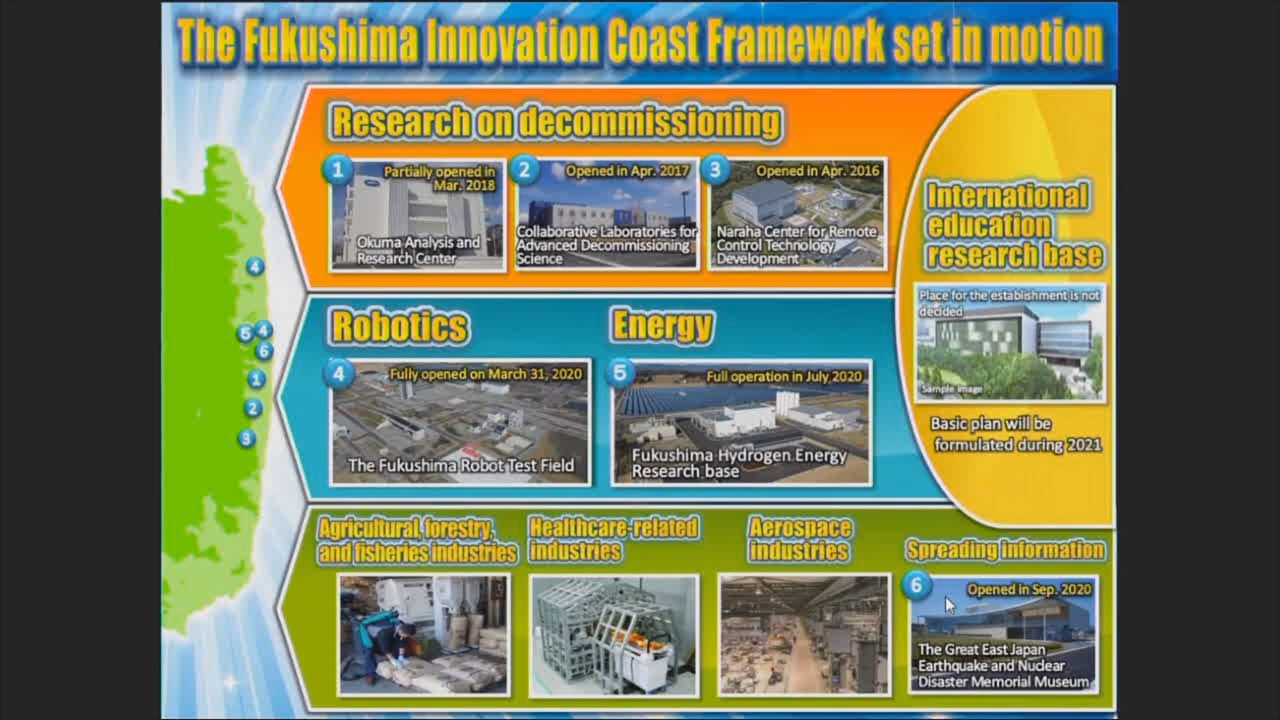 The Fukushima Innovation Coast Framework set in motion
Research on decommissioning
1
Partially opened in
Mar. 2018
Okuma Analysis and
Research Center
2
Opened in Apr. 2017
Collaborative Laboratories for
Advanced Decommissioning
Science
3
Opened in Apr. 2016
Naraha Center for Remote
Control Technology
Development
International
education
research base
Place for the establishment is not
decided
Sample image
Basic plan will be
formulated during 2021
4
5 4
6
1
2
3
Robotics
4
Fully opened on March 31, 2020
The Fukushima Robot Test Field
Energy
5
Full operation in July 2020
Fukushima Hydrogen Energy
Research base
Agricultural, forestry,
and fisheries industries
Healthcare-related
industries
Aerospace
industries
Spreading information
6
Opened in Sep. 2020
The Great East Japan
Earthquake and Nuclear
Disaster Memorial Museum